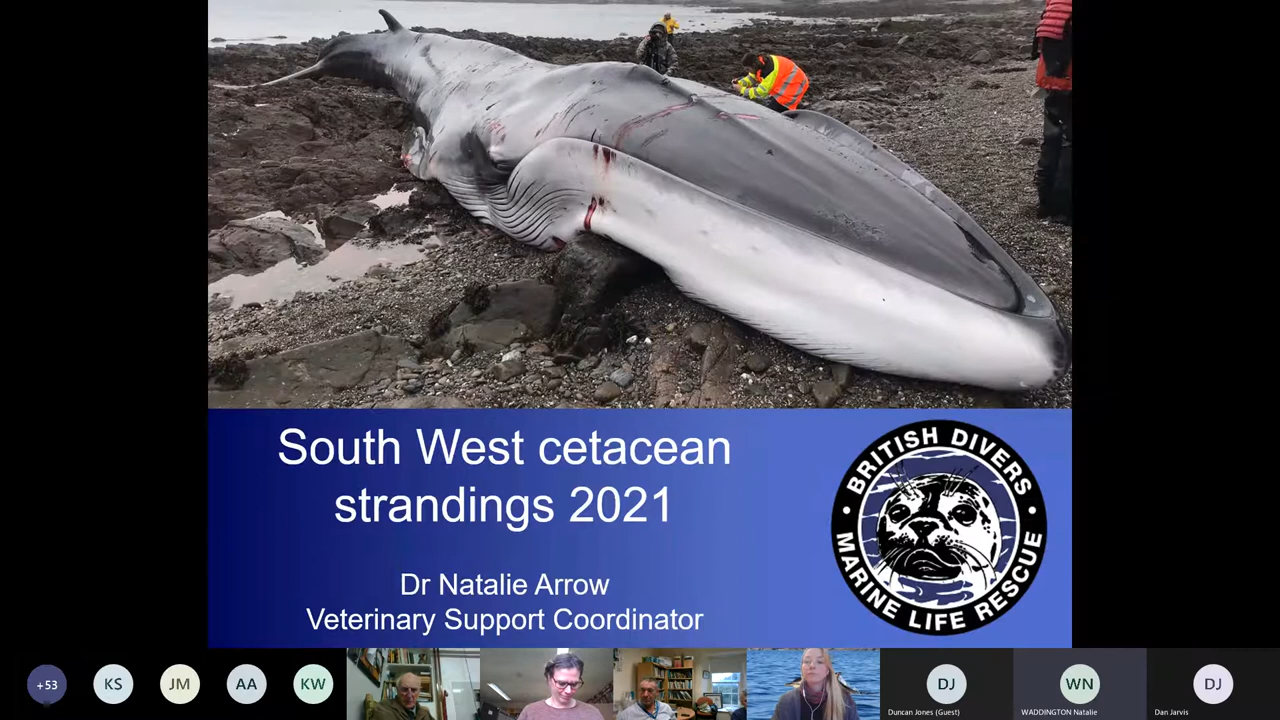 South West cetacean
strandings 2021
Dr Natalie Arrow
Veterinary Support Coordinator
BRITISH DIVERS
MARINE LIFE RESCUE
+53
KS
JM
AA
KW
DJ
Duncan Jones (Guest)
WN
WADDINGTON Natalie
DJ
Dan Jarvis